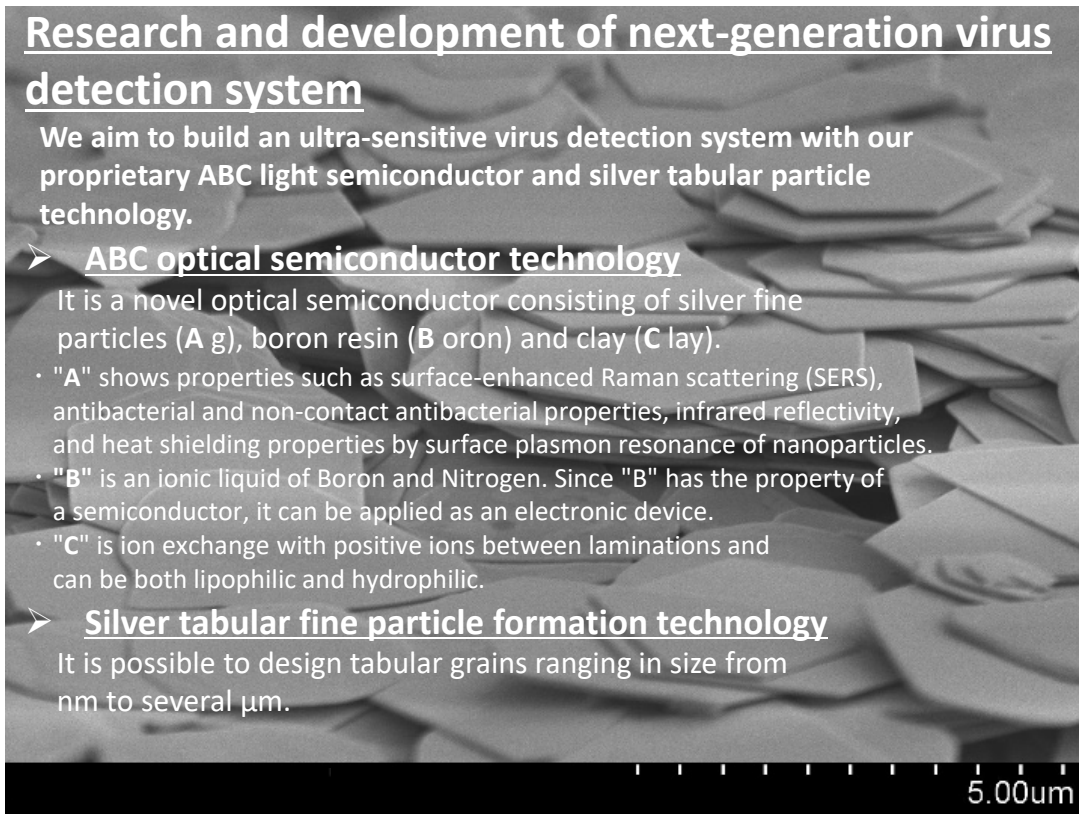 Research and development of next-generation virus
detection system
We aim to build an ultra-sensitive virus detection system with our
proprietary ABC light semiconductor and silver tabular particle
technology.
➢ ABC optical semiconductor technology
It is a novel optical semiconductor consisting of silver fine
particles (A g), boron resin (B oron) and clay (C lay).
・"A" shows properties such as surface-enhanced Raman scattering (SERS),
antibacterial and non-contact antibacterial properties, infrared reflectivity,
and heat shielding properties by surface plasmon resonance of nanoparticles.
・"B" is an ionic liquid of Boron and Nitrogen. Since "B" has the property of
a semiconductor, it can be applied as an electronic device.
・"C" is ion exchange with positive ions between laminations and
can be both lipophilic and hydrophilic.
➢ Silver tabular fine particle formation technology
It is possible to design tabular grains ranging in size from
nm to several μm.
5.00um